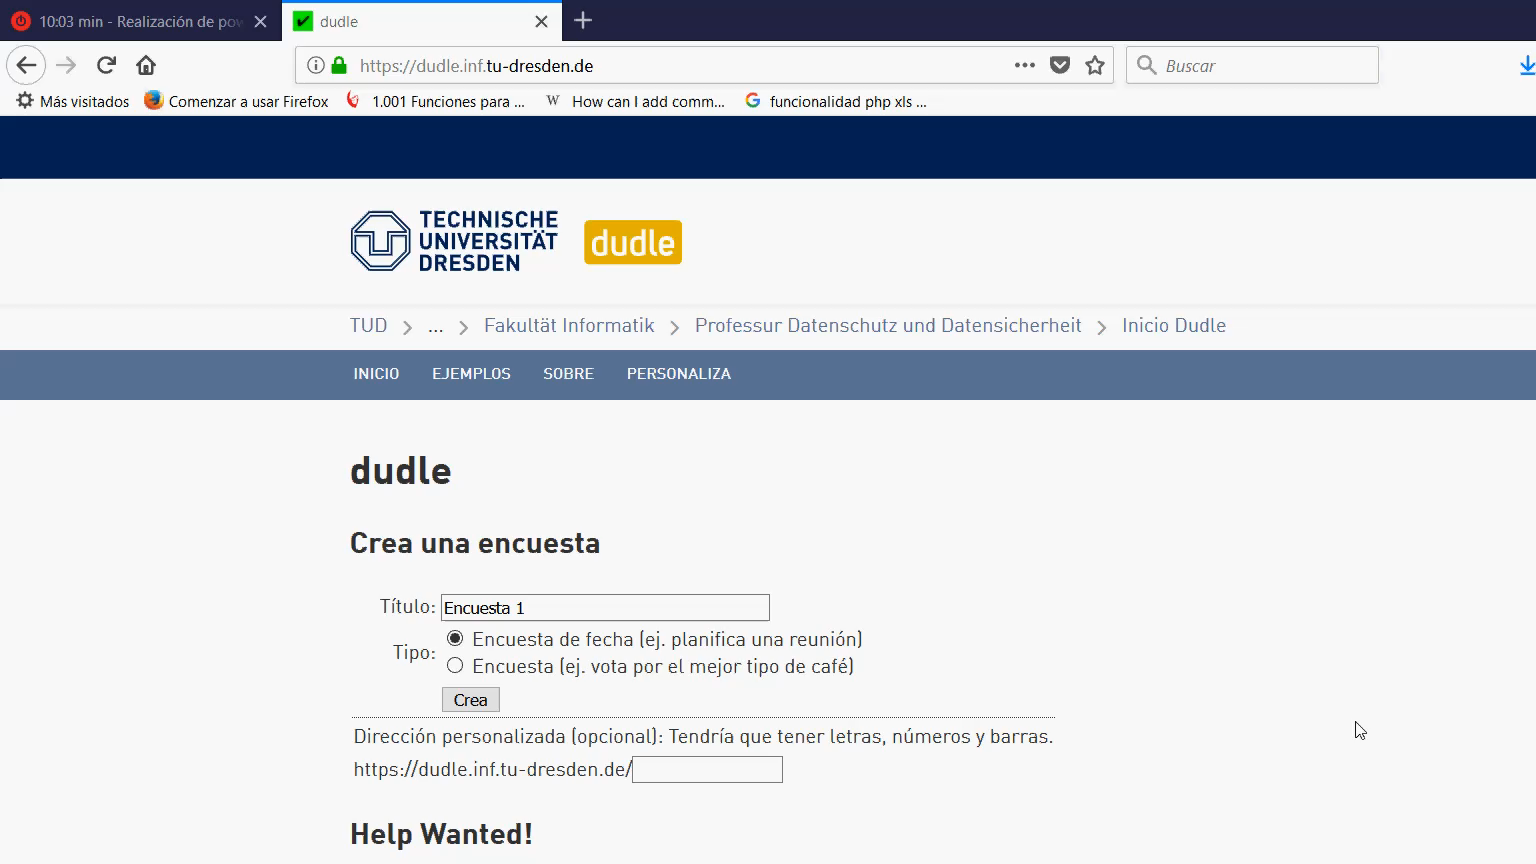 10:03 min - Realización de pow
dudle
https://dudle.inf.tu-dresden.de
Buscar
Más visitados
Comenzar a usar Firefox
1.001 Funciones para ...
W How can I add comm...
G funcionalidad php xls ...
TECHNISCHE
UNIVERSITÄT
DRESDEN
dudle
TUD > ... > Fakultät Informatik > Professur Datenschutz und Datensicherheit > Inicio Dudle
INICIO EJEMPLOS SOBRE PERSONALIZA
dudle
Crea una encuesta
Título: Encuesta 1
Tipo:
Encuesta de fecha (ej. planifica una reunión)
Encuesta (ej. vota por el mejor tipo de café)
Crea
Dirección personalizada (opcional): Tendría que tener letras, números y barras.
https://dudle.inf.tu-dresden.de/
Help Wanted!